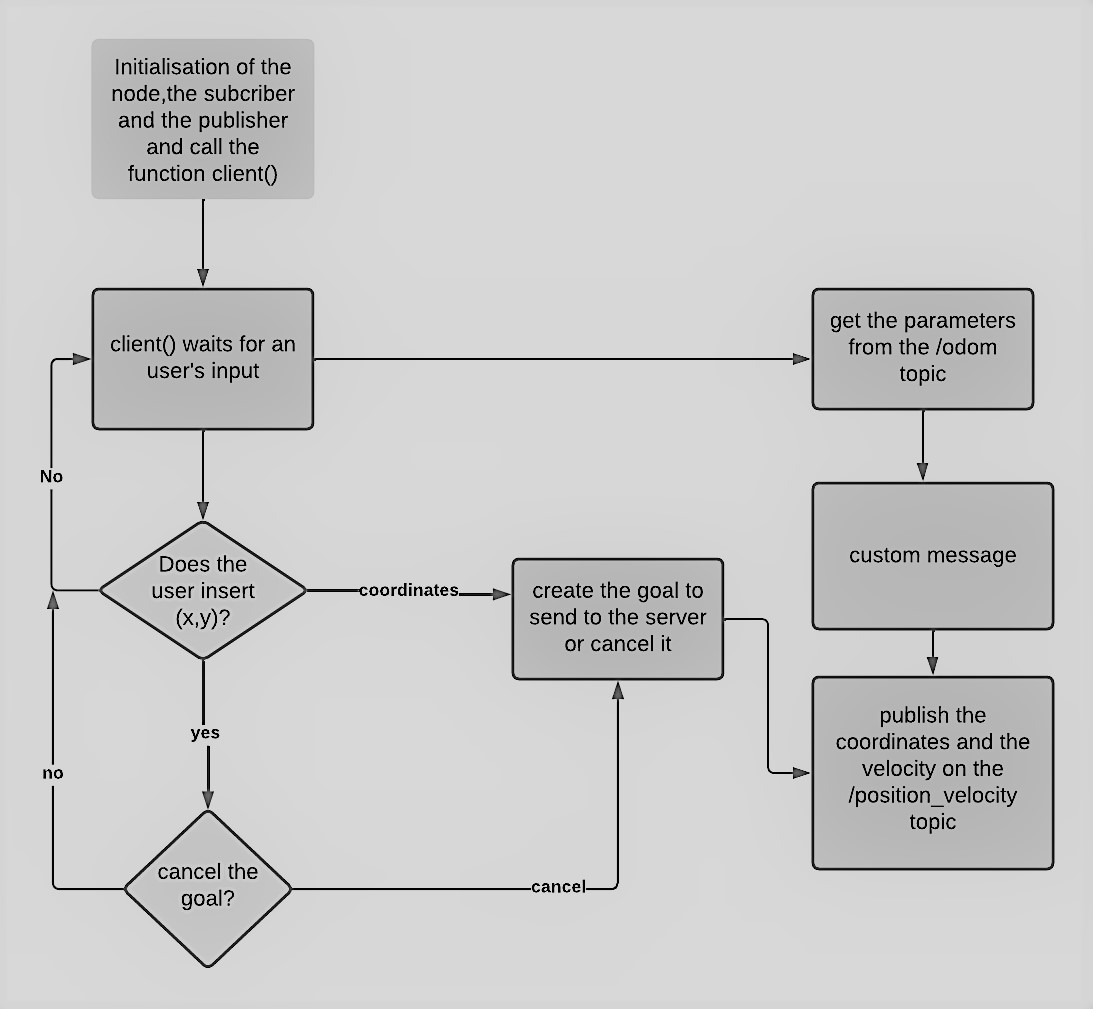 Initialisation of the
node,the subcriber
and the publisher
and call the
function client()
client() waits for an
user's input
get the parameters
from the /odom
topic
No
custom message
Does the
user insert
(x,y)?
coordinates
create the goal to
send to the server
or cancel it
yes
publish the
coordinates and the
velocity on the
/position_velocity
topic
no
cancel the
goal?
cancel